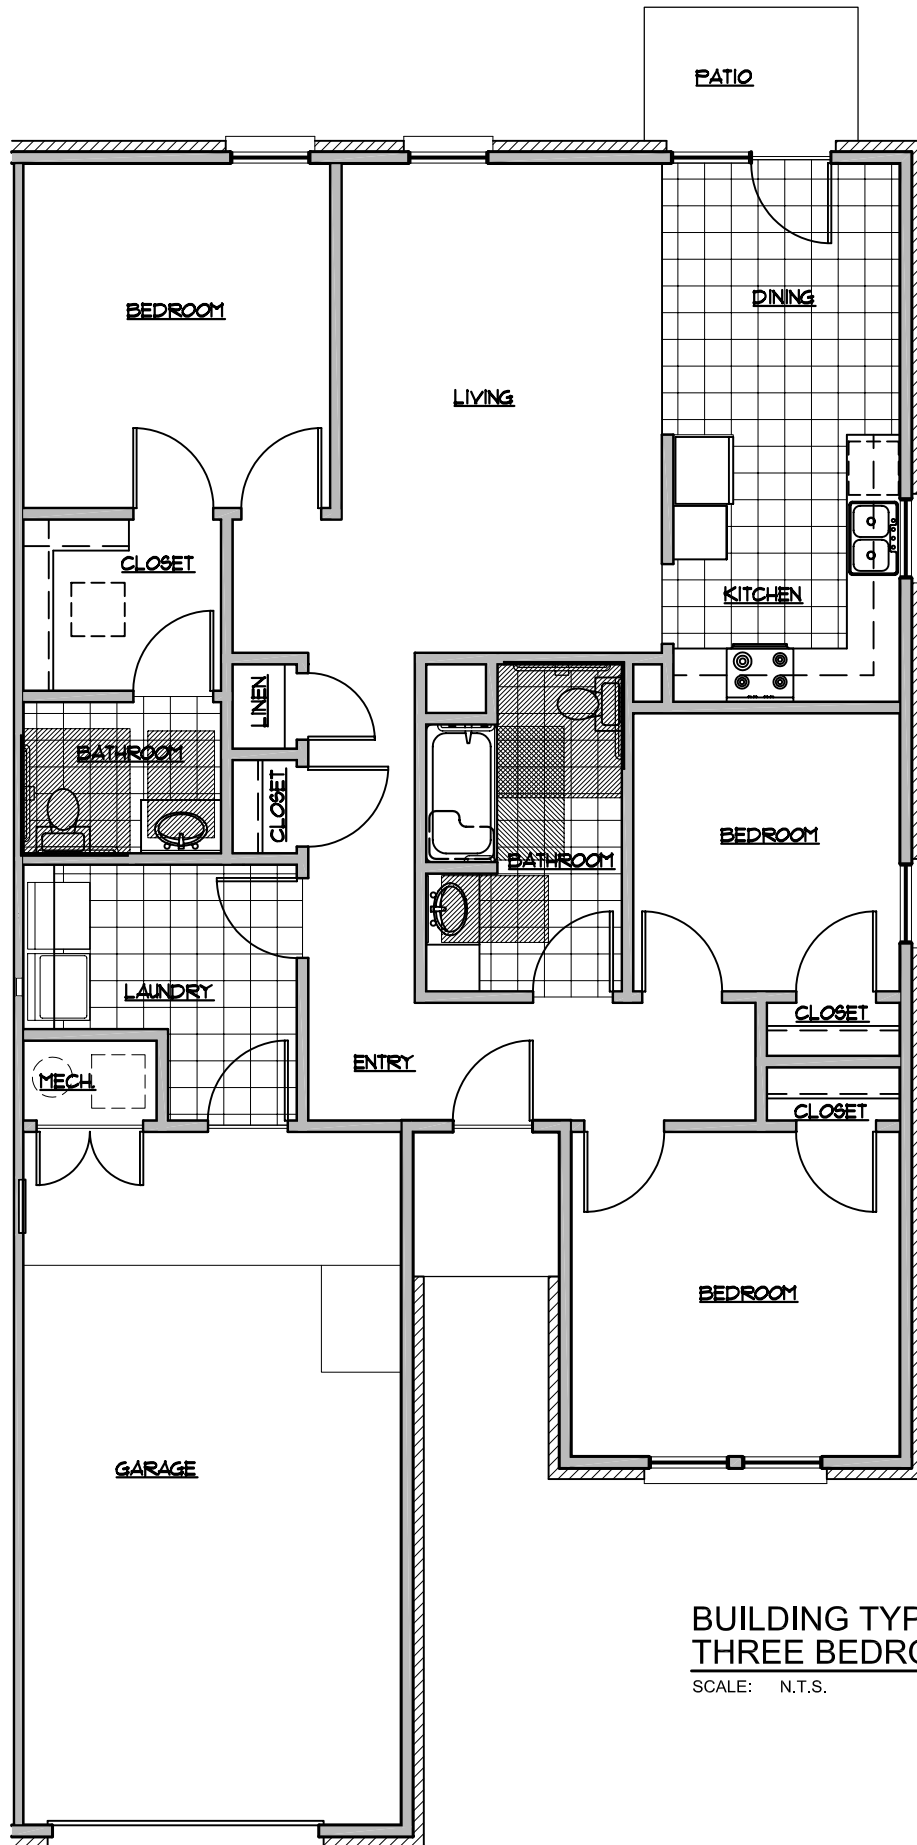 PATIO
DINING
BEDROOM
LIVING
CLOSET
KITCHEN
LINEN
BATHROOM
CLOSET
BEDROOM
BATHROOM
LAUNDRY
CLOSET
ENTRY
MECH.
CLOSET
BEDROOM
GARAGE
BUILDING TYP
THREE BEDRO
SCALE: N.T.S.